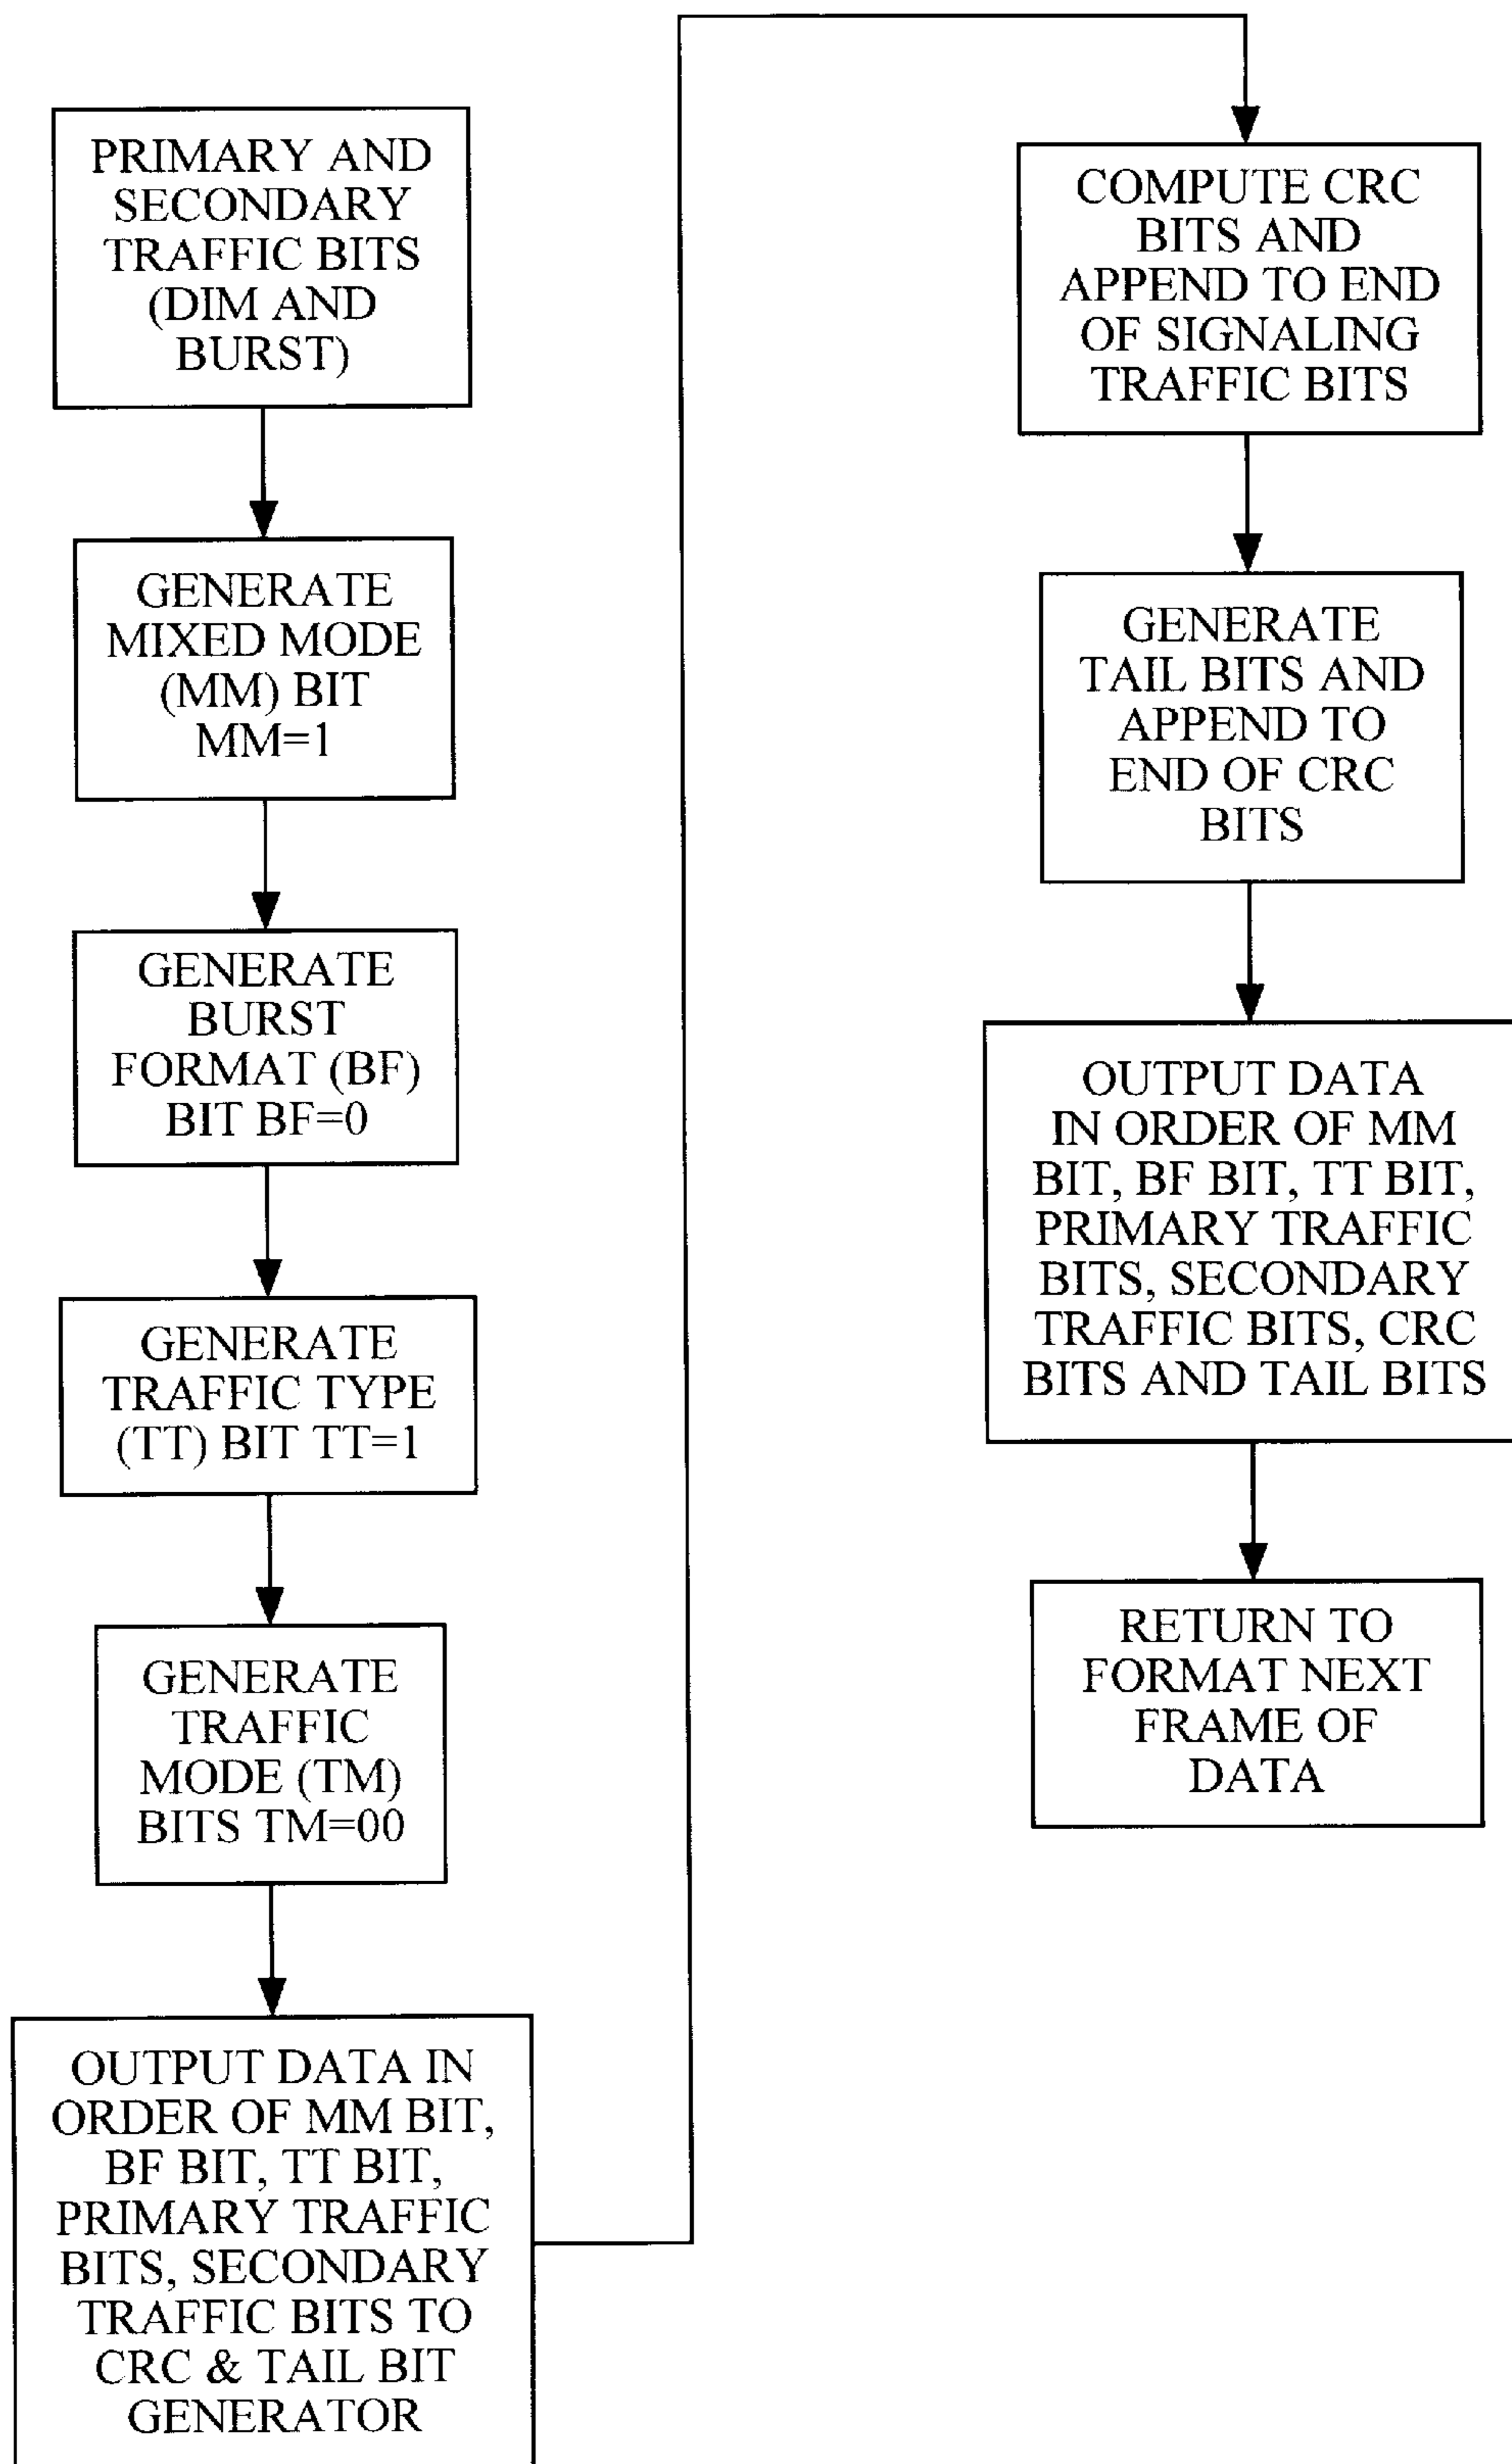 PRIMARY AND
SECONDARY
TRAFFIC BITS
(DIM AND
BURST)
GENERATE
MIXED MODE
(MM) BIT
MM=1
GENERATE
BURST
FORMAT (BF)
BIT BF=0
GENERATE
TRAFFIC TYPE
(TT) BIT TT=1
GENERATE
TRAFFIC
MODE (TM)
BITS TM=00
OUTPUT DATA IN
ORDER OF MM BIT,
BF BIT, TT BIT,
PRIMARY TRAFFIC
BITS, SECONDARY
TRAFFIC BITS TO
CRC & TAIL BIT
GENERATOR
COMPUTE CRC
BITS AND
APPEND TO END
OF SIGNALING
TRAFFIC BITS
GENERATE
TAIL BITS AND
APPEND TO
END OF CRC
BITS
OUTPUT DATA
IN ORDER OF MM
BIT, BF BIT, TT BIT,
PRIMARY TRAFFIC
BITS, SECONDARY
TRAFFIC BITS, CRC
BITS AND TAIL BITS
RETURN TO
FORMAT NEXT
FRAME OF
DATA